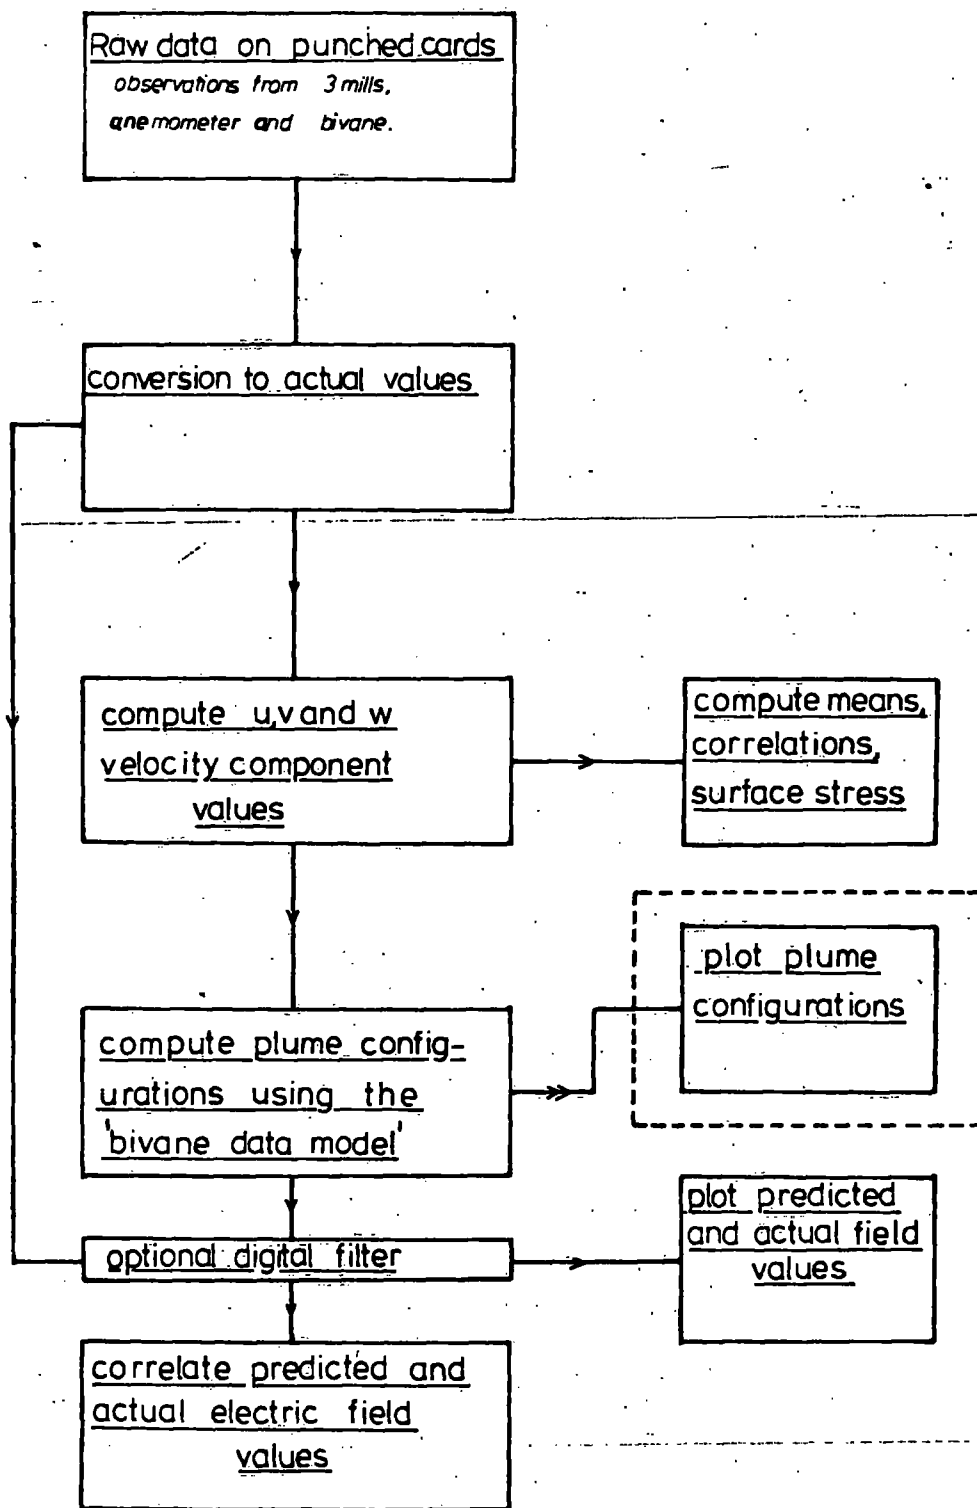 Raw data on punched cards
observations from 3 mills,
anemometer and bivane.
conversion to actual values
compute u,v and w
velocity component
values
compute means,
correlations,
surface stress
plot plume
configurations
compute plume config-
urations using the
'bivane data model'
plot predicted
and actual field
values
optional digital filter
correlate predicted and
actual electric field
values